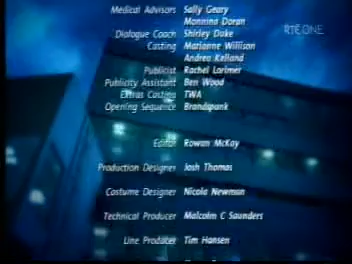 Medical Advisors Sally Geary
Mannina Doran
RTÉ ONE
Dialogue Coach Shirley Duke
Casting Marianne Willison
Andrea Kelland
Publicist Rachel Larimer
Publicity Assistant Ben Wood
Extras Casting TWA
Opening Sequence Brandspank
Editor Rowan McKay
Production Designer Josh Thomas
Costume Designer Nicola Newman
Technical Producer Malcolm C Saunders
Line Producer Tim Hansen